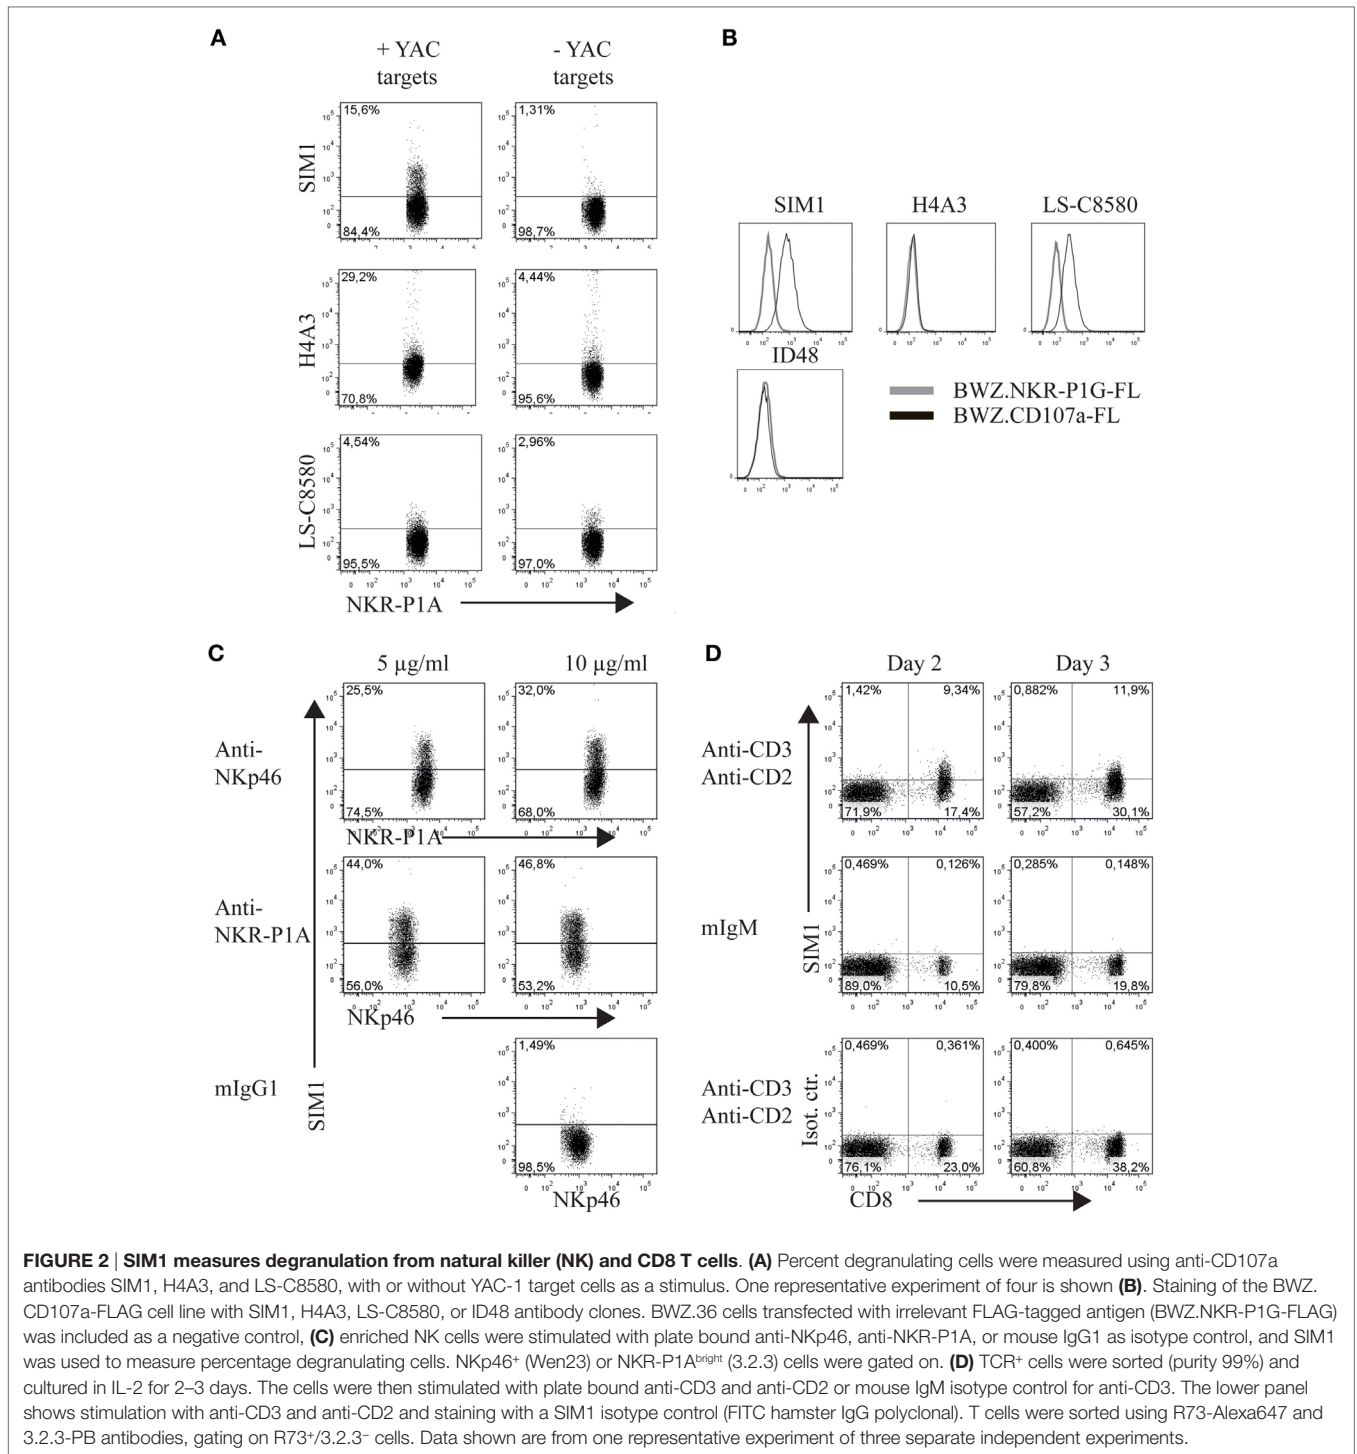 A
+ YAC
targets
- YAC
targets
SIM1
15,6%
84,4%
1,31%
98,7%
H4A3
29,2%
70,8%
4,44%
95,6%
LS-C8580
4,54%
95,5%
2,96%
97,0%
NKR-P1A
B
SIM1
H4A3
LS-C8580
ID48
BWZ.NKR-P1G-FL
BWZ.CD107a-FL
C
5 µg/ml
10 µg/ml
Anti-
NKp46
25,5%
74,5%
32,0%
68,0%
NKR-P1A
Anti-
NKR-P1A
44,0%
56,0%
46,8%
53,2%
NKp46
mIgG1
SIM1
1,49%
98,5%
NKp46
D
Day 2
Day 3
Anti-CD3
Anti-CD2
1,42%
9,34%
71,9%
17,4%
0,882%
11,9%
57,2%
30,1%
mIgM
SIM1
0,469%
0,126%
89,0%
10,5%
0,285%
0,148%
79,8%
19,8%
Anti-CD3
Anti-CD2
Isot. ctr.
0,469%
0,361%
76,1%
23,0%
0,400%
0,645%
60,8%
38,2%
CD8
FIGURE 2 | SIM1 measures degranulation from natural killer (NK) and CD8 T cells. (A) Percent degranulating cells were measured using anti-CD107a
antibodies SIM1, H4A3, and LS-C8580, with or without YAC-1 target cells as a stimulus. One representative experiment of four is shown (B). Staining of the BWZ.
CD107a-FLAG cell line with SIM1, H4A3, LS-C8580, or ID48 antibody clones. BWZ.36 cells transfected with irrelevant FLAG-tagged antigen (BWZ.NKR-P1G-FLAG)
was included as a negative control, (C) enriched NK cells were stimulated with plate bound anti-NKp46, anti-NKR-P1A, or mouse IgG1 as isotype control, and SIM1
was used to measure percentage degranulating cells. NKp46⁺ (Wen23) or NKR-P1Aᵇʳⁱᵍʰᵗ (3.2.3) cells were gated on. (D) TCR⁺ cells were sorted (purity 99%) and
cultured in IL-2 for 2–3 days. The cells were then stimulated with plate bound anti-CD3 and anti-CD2 or mouse IgM isotype control for anti-CD3. The lower panel
shows stimulation with anti-CD3 and anti-CD2 and staining with a SIM1 isotype control (FITC hamster IgG polyclonal). T cells were sorted using R73-Alexa647 and
3.2.3-PB antibodies, gating on R73⁺/3.2.3⁻ cells. Data shown are from one representative experiment of three separate independent experiments.